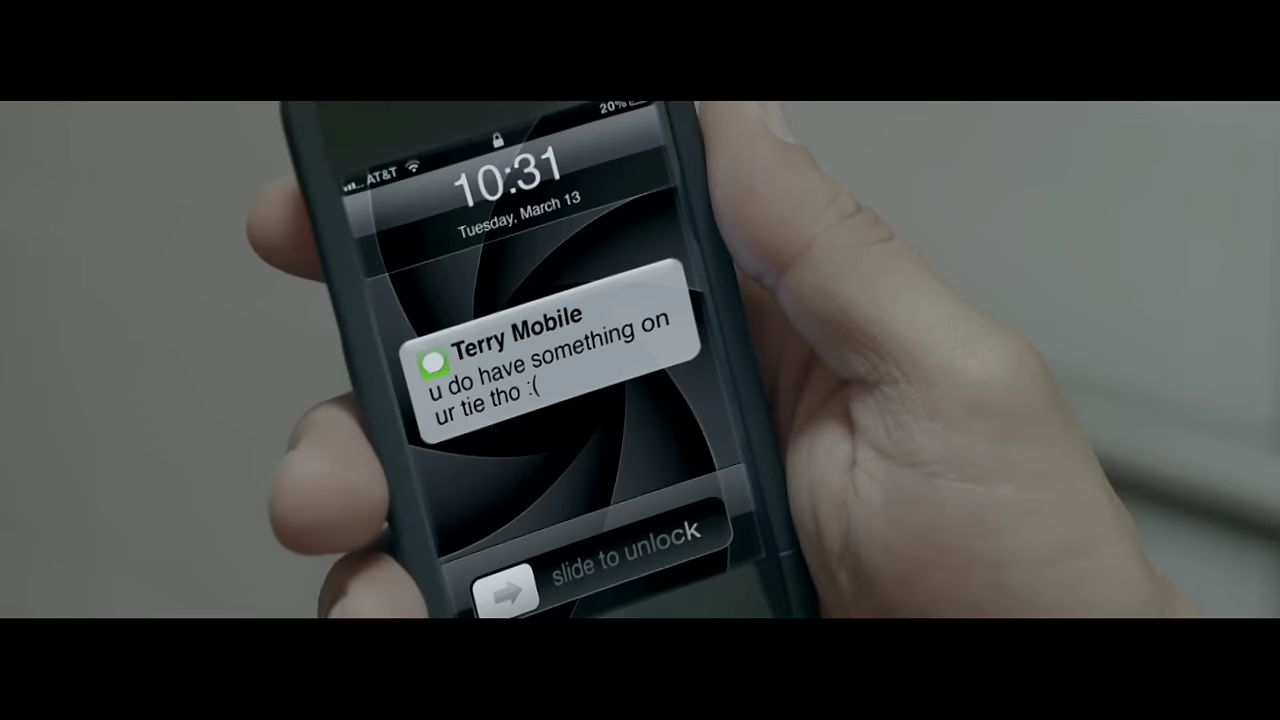 20%
AT&T
10:31
Tuesday, March 13
Terry Mobile
u do have something on
ur tie tho :(
slide to unlock